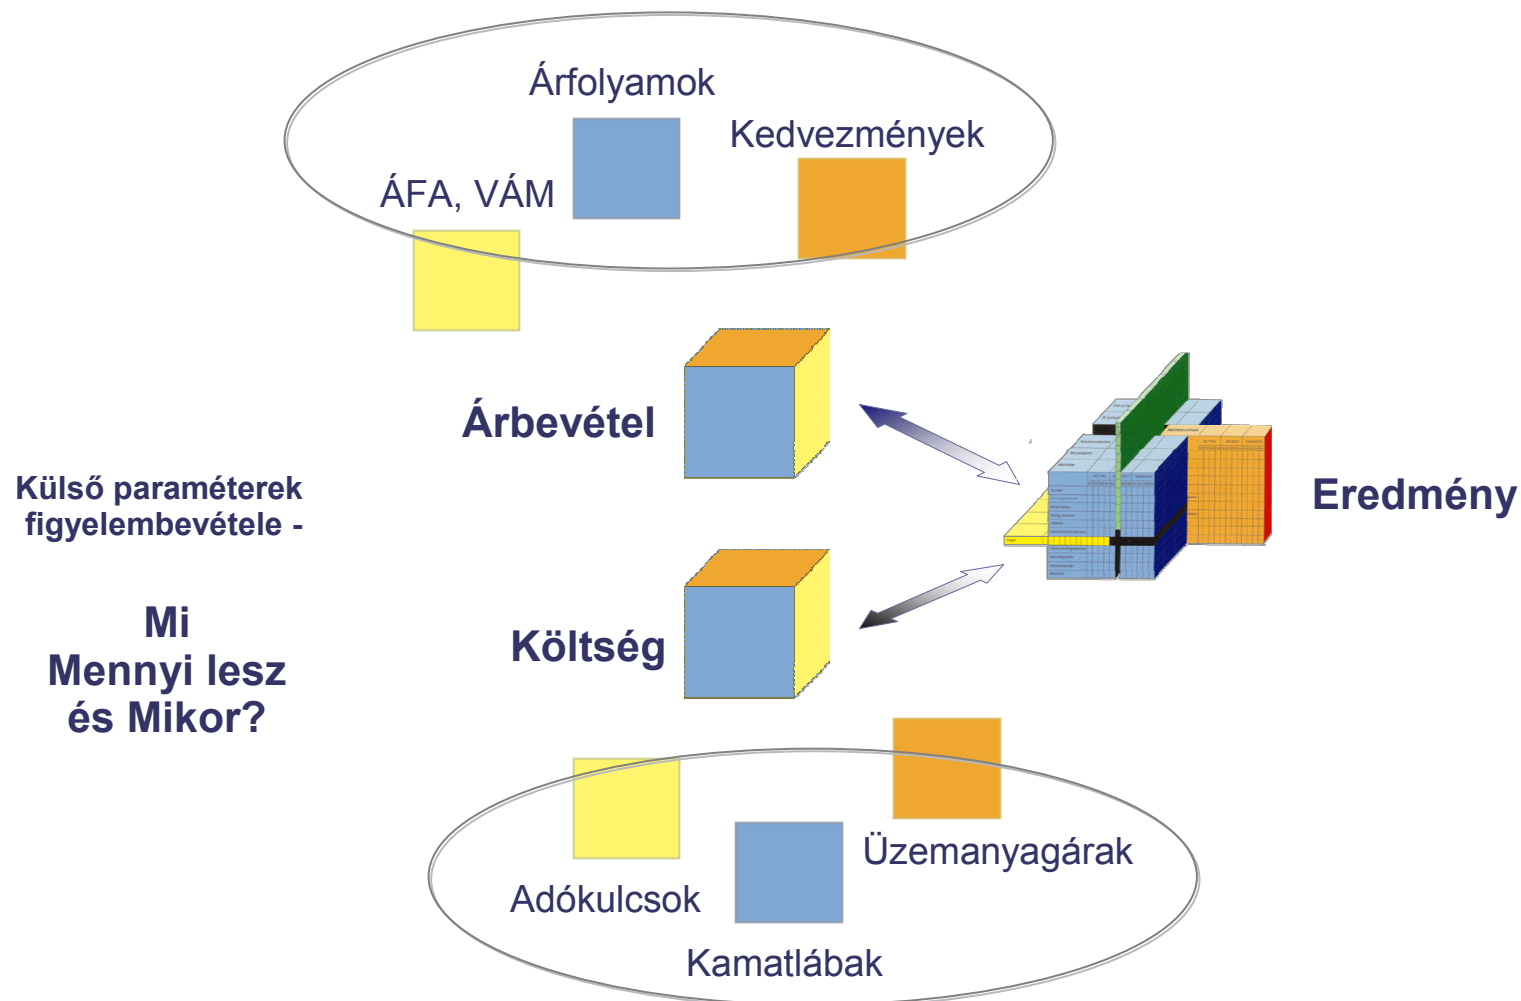 Árfolyamok
Kedvezmények
ÁFA, VÁM
Árbevétel
Külső paraméterek
figyelembevétele -
Eredmény
Mi
Mennyi lesz
és Mikor?
Költség
Üzemanyagárak
Adókulcsok
Kamatlábak